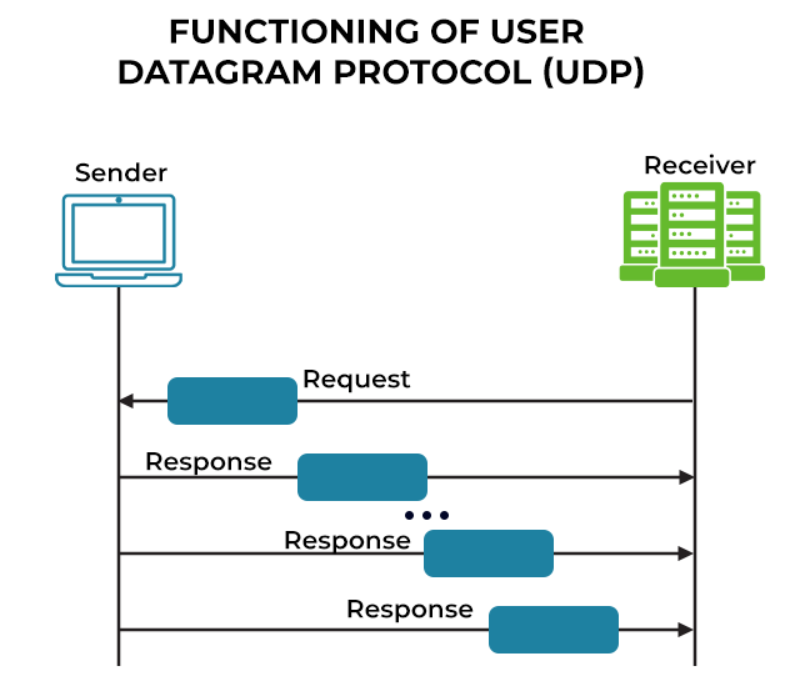 FUNCTIONING OF USER
DATAGRAM PROTOCOL (UDP)
Sender
Receiver
Request
Response
Response
Response